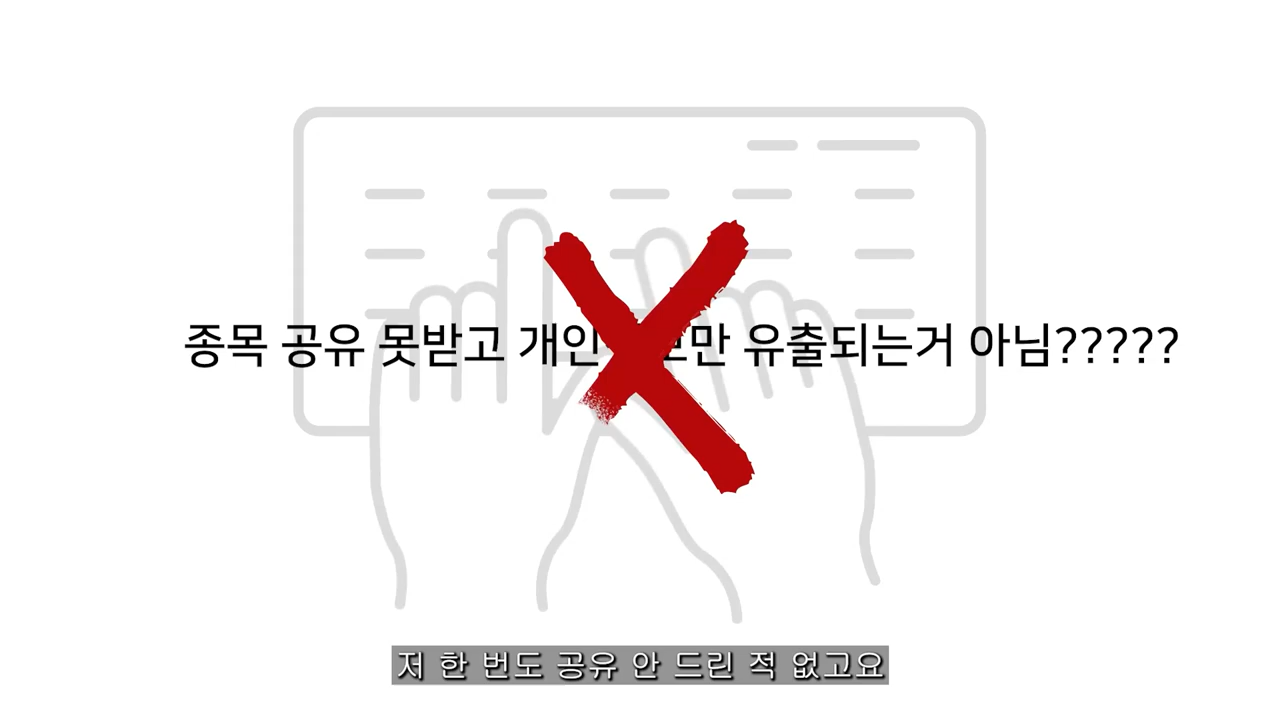 종목 공유 못받고 개인 만 유출되는거 아님?????
저 한 번도 공유 안 드린 적 없고요